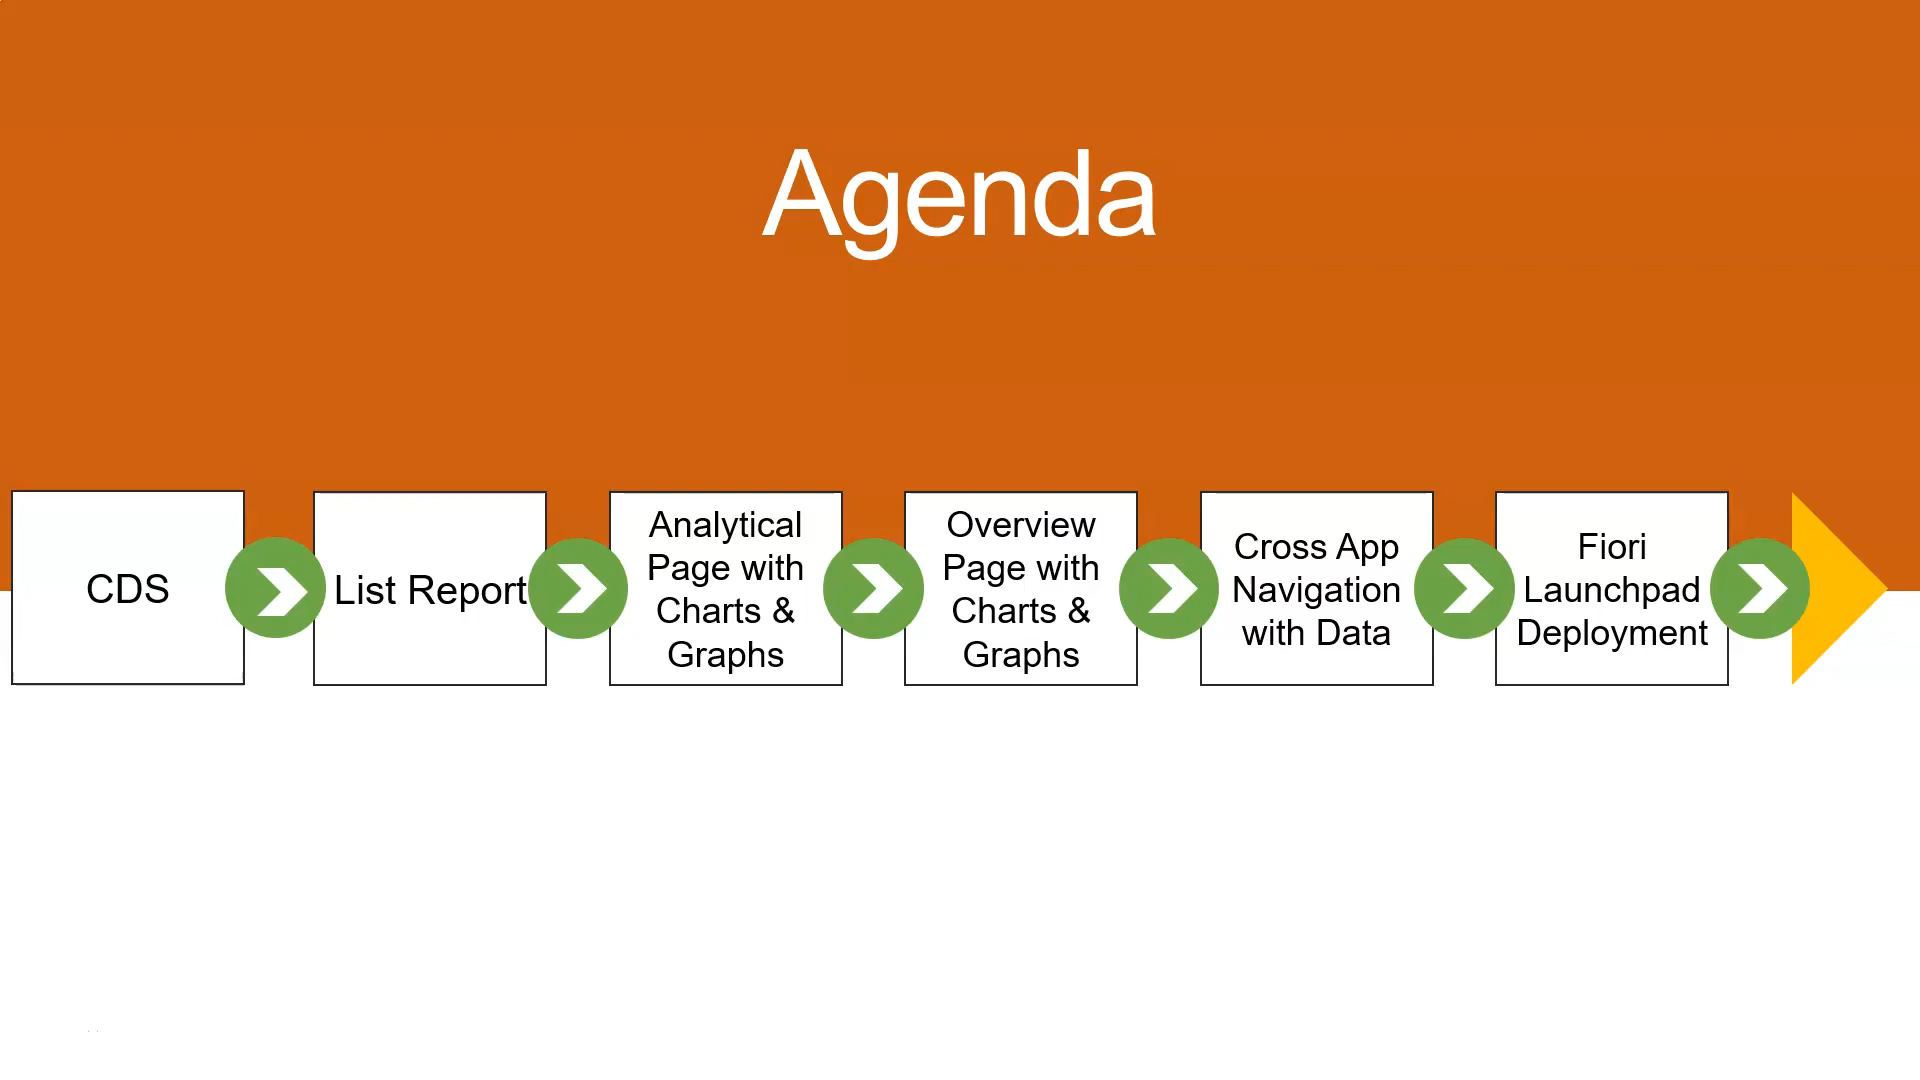 Agenda
CDS
List Report
Analytical
Page with
Charts &
Graphs
Overview
Page with
Charts &
Graphs
Cross App
Navigation
with Data
Fiori
Launchpad
Deployment